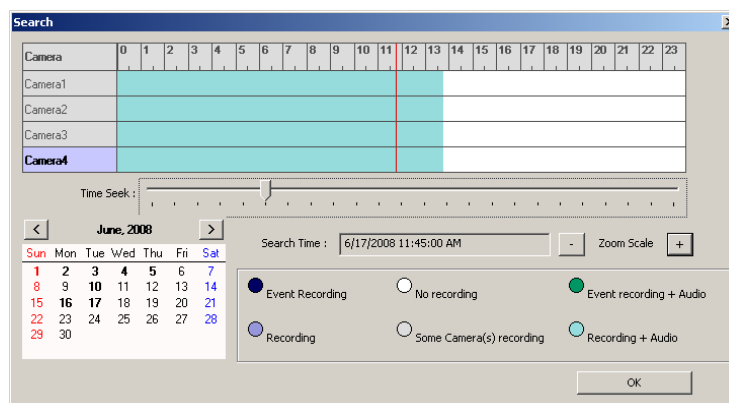 Search
Camera 0 1 2 3 4 5 6 7 8 9 10 11 12 13 14 15 16 17 18 19 20 21 22 23
Camera1
Camera2
Camera3
Camera4
Time Seek :
< June, 2008 >
Search Time : 6/17/2008 11:45:00 AM - Zoom Scale +
Sun Mon Tue Wed Thu Fri Sat
1 2 3 4 5 6 7
8 9 10 11 12 13 14
15 16 17 18 19 20 21
22 23 24 25 26 27 28
29 30
Event Recording No recording Event recording + Audio
Recording Some Camera(s) recording Recording + Audio
OK